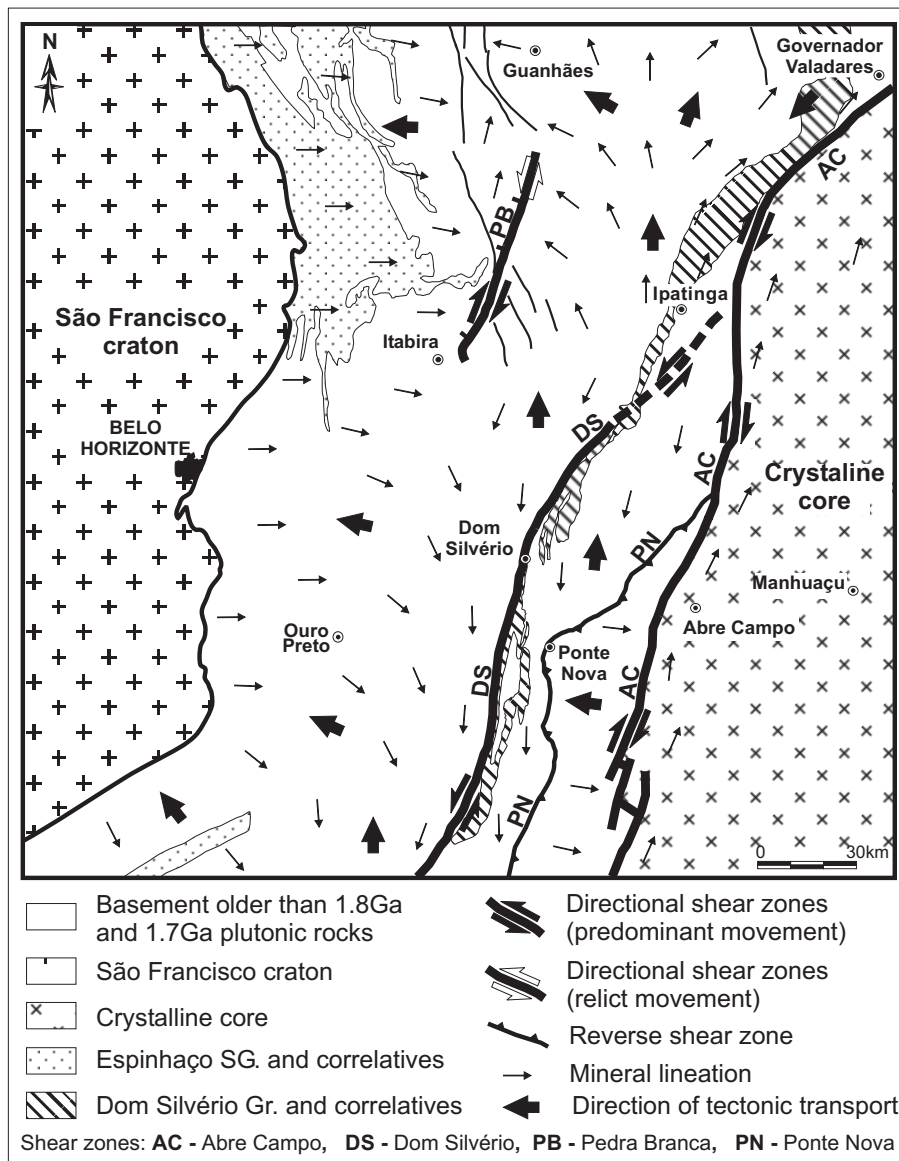 N
Guanhães
Governador
Valadares
AC
PB
Ipatinga
São Francisco
craton
Itabira
BELO
HORIZONTE
DS
AC
Crystaline
core
Dom
Silvério
PN
Manhuaçu
Ouro
Preto
Abre Campo
Ponte
Nova
DS
AC
PN
0 30km
Basement older than 1.8Ga
and 1.7Ga plutonic rocks
São Francisco craton
Crystalline core
Espinhaço SG. and correlatives
Dom Silvério Gr. and correlatives
Directional shear zones
(predominant movement)
Directional shear zones
(relict movement)
Reverse shear zone
Mineral lineation
Direction of tectonic transport
Shear zones: AC - Abre Campo, DS - Dom Silvério, PB - Pedra Branca, PN - Ponte Nova